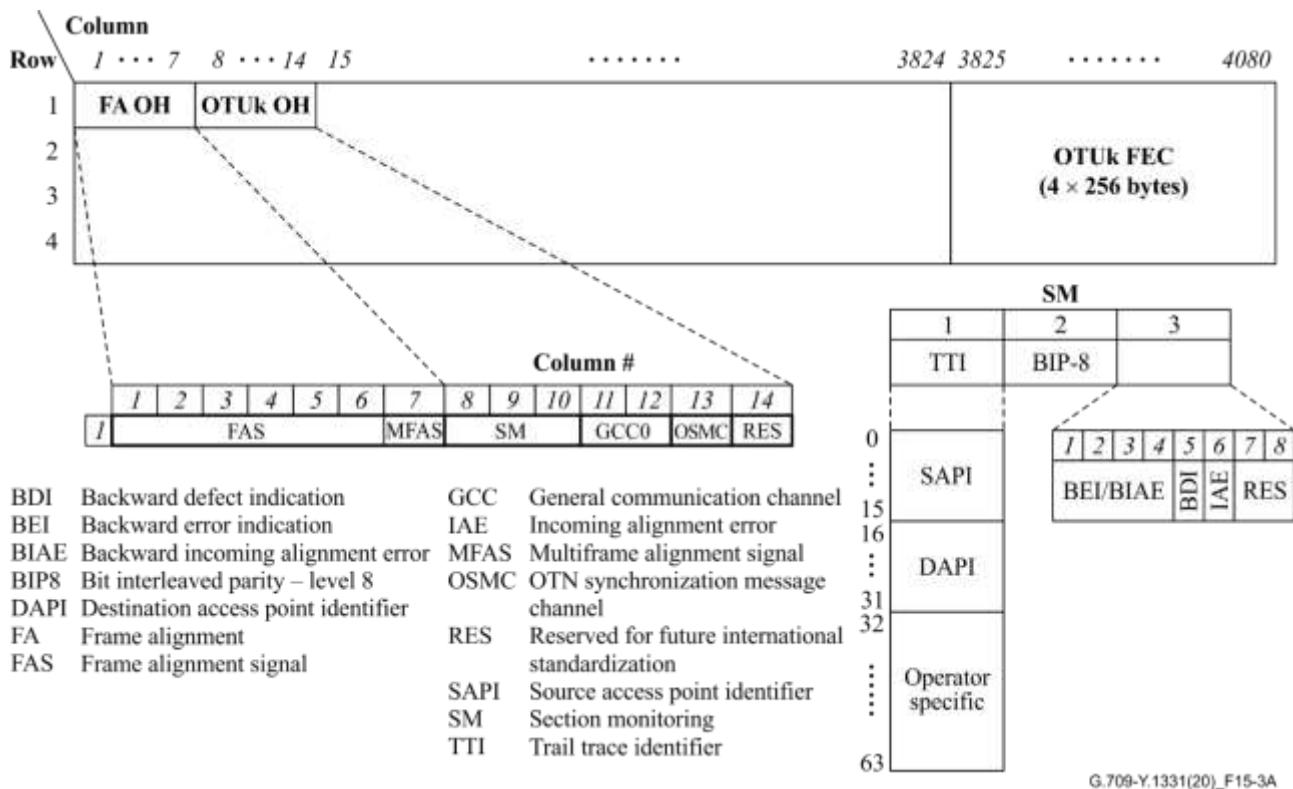 Column
Row 1 ··· 7 8 ··· 14 15 ······· 3824 3825 ······· 4080
1 FA OH OTUk OH
2
3
4
OTUk FEC
(4 × 256 bytes)
Column #
1 2 3 4 5 6 7 8 9 10 11 12 13 14
1 FAS MFAS SM GCC0 OSMC RES
SM
1 2 3
TTI BIP-8
0
15
SAPI
16
31
DAPI
32
63
Operator
specific
1 2 3 4 5 6 7 8
BEI/BIAE BDI IAE RES
BDI Backward defect indication
BEI Backward error indication
BIAE Backward incoming alignment error
BIP8 Bit interleaved parity – level 8
DAPI Destination access point identifier
FA Frame alignment
FAS Frame alignment signal
GCC General communication channel
IAE Incoming alignment error
MFAS Multiframe alignment signal
OSMC OTN synchronization message
channel
RES Reserved for future international
standardization
SAPI Source access point identifier
SM Section monitoring
TTI Trail trace identifier
G.709-Y.1331(20)_F15-3A